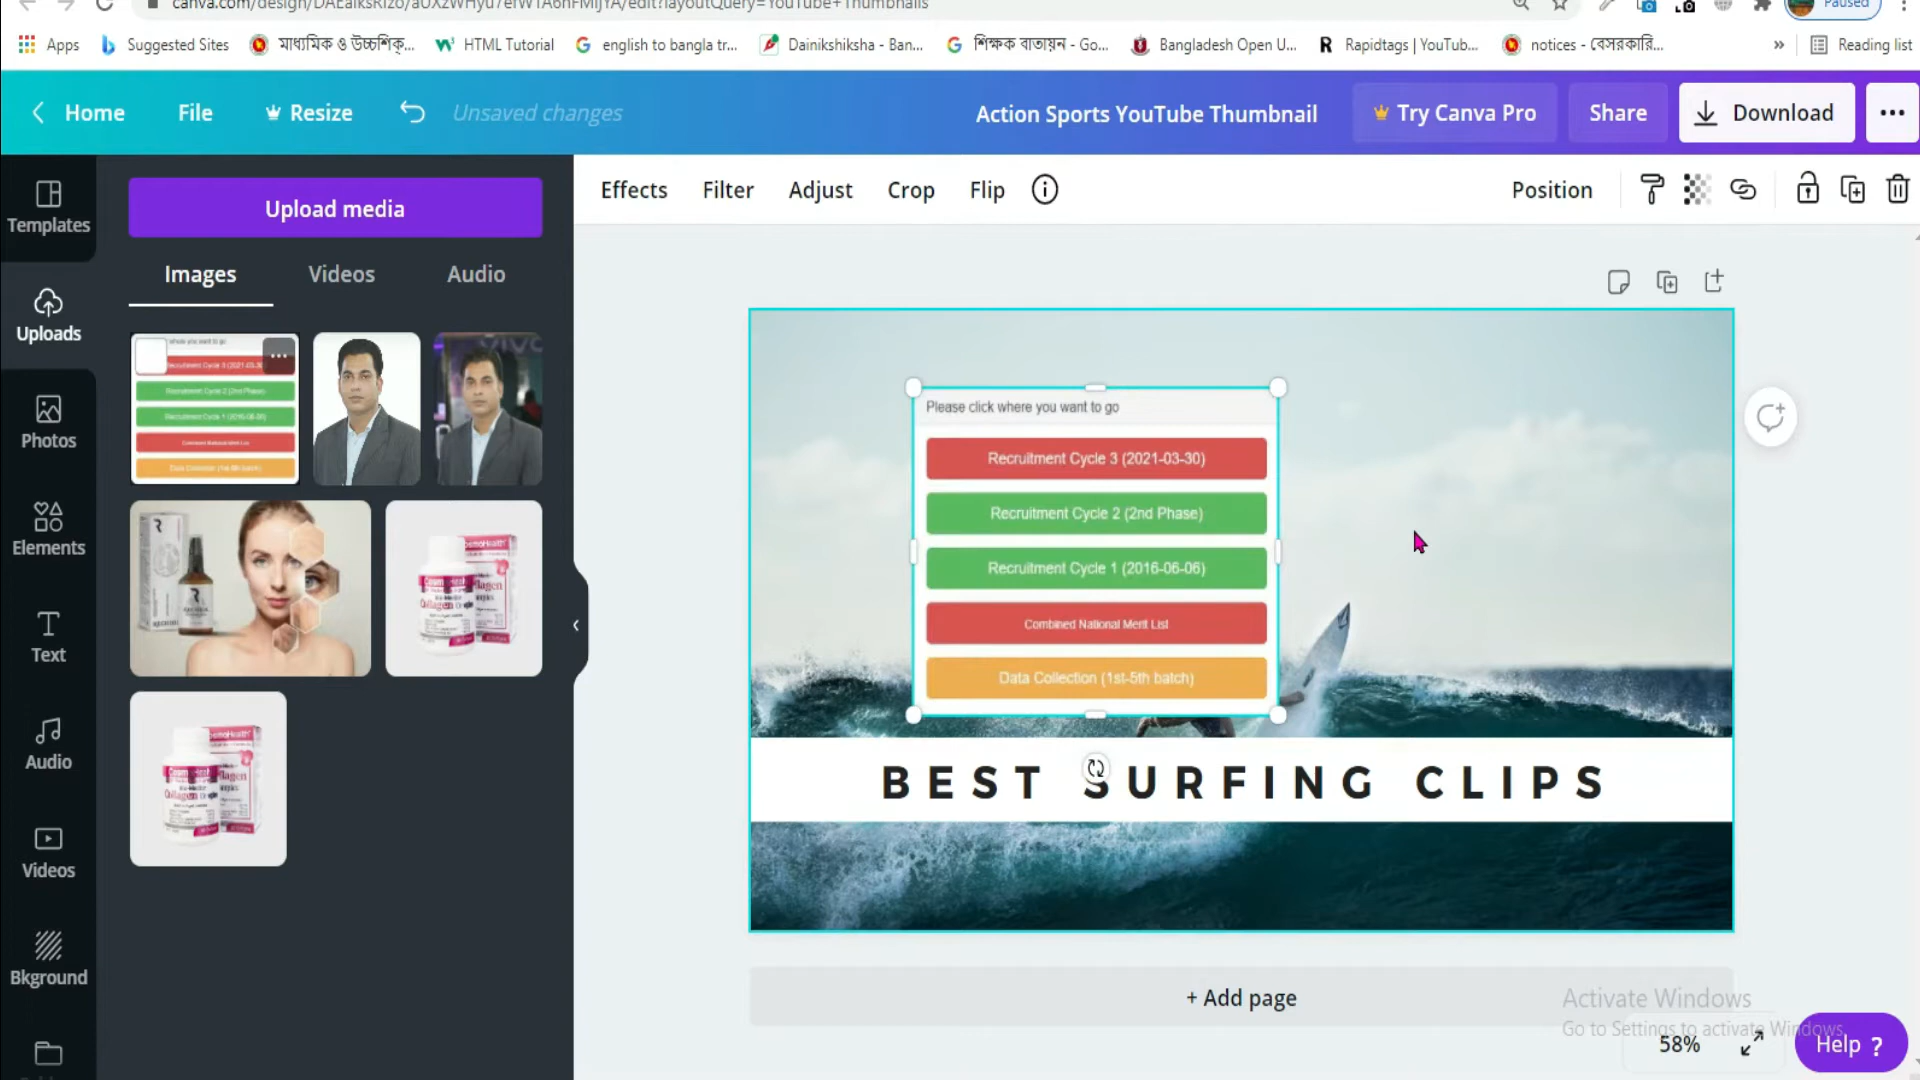 canva.com/design/
Apps
Suggested Sites
মাধ্যমিক ও উচ্চশিক্...
HTML Tutorial
english to bangla tr...
Dainikshiksha - Ban...
শিক্ষক বাতায়ন - Go...
Bangladesh Open U...
Rapidtags | YouTub...
notices - বেসরকারি...
»
Reading list
Paused
Home
File
Resize
Unsaved changes
Action Sports YouTube Thumbnail
Try Canva Pro
Share
Download
Templates
Uploads
Photos
Elements
Text
Audio
Videos
Bkground
Upload media
Images
Videos
Audio
Effects
Filter
Adjust
Crop
Flip
Position
Please click where you want to go
Recruitment Cycle 3 (2021-03-30)
Recruitment Cycle 2 (2nd Phase)
Recruitment Cycle 1 (2016-06-06)
Combined National Merit List
Data Collection (1st-5th batch)
BEST SURFING CLIPS
+ Add page
Activate Windows
Go to Settings to activate Windows.
58%
Help ?